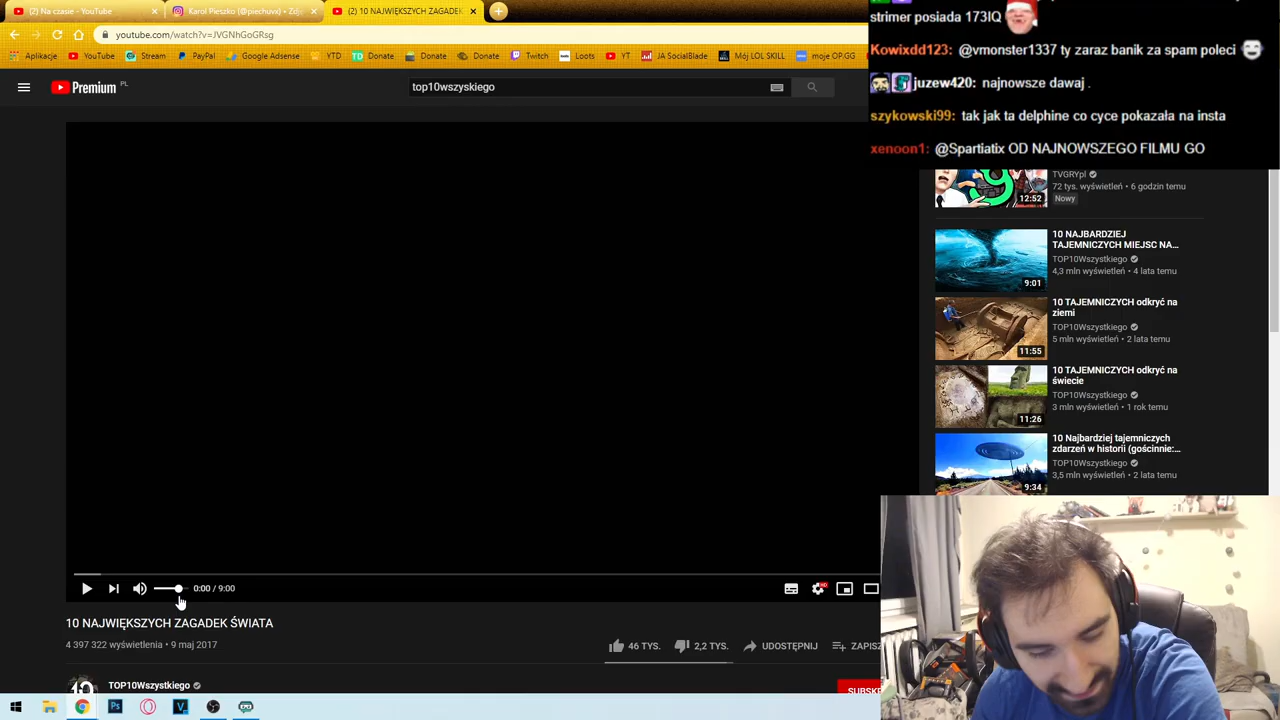 (2) Na czasie - YouTube
Karol Pieszko (@piechuvx) • Zdj
(2) 10 NAJWIĘKSZYCH ZAGADEK
youtube.com/watch?v=JVGNhGoGRsg
Aplikacje YouTube Stream PayPal YTD Donate Google Adsense Donate Twitch Loots YT JA SocialBlade Mój LOL SKILL moje OP.GG
Premium PL
top10wszyskiego
strimer posiada 173IQ
Kowixdd123: @vmonster1337 ty zaraz banik za spam poleci
juzew420: najnowsze dawaj .
szykowski99: tak jak ta delphine co cyce pokazała na insta
xenoon1: @Spartiatix OD NAJNOWSZEGO FILMU GO
TVGRYpl
72 tys. wyświetleń • 6 godzin temu
Nowy
12:52
10 NAJBARDZIEJ
TAJEMNICZYCH MIEJSC NA...
TOP10Wszystkiego
4,3 mln wyświetleń • 4 lata temu
9:01
10 TAJEMNICZYCH odkryć na
ziemi
TOP10Wszystkiego
5 mln wyświetleń • 2 lata temu
11:55
10 TAJEMNICZYCH odkryć na
świecie
TOP10Wszystkiego
3 mln wyświetleń • 1 rok temu
11:26
10 Najbardziej tajemniczych
zdarzeń w historii (gościnnie:...
TOP10Wszystkiego
3,5 mln wyświetleń • 2 lata temu
9:34
0:00 / 9:00
10 NAJWIĘKSZYCH ZAGADEK ŚWIATA
4 397 322 wyświetlenia • 9 maj 2017
46 TYS. 2,2 TYS. UDOSTĘPNIJ ZAPISZ
TOP10Wszystkiego
SUBSKR